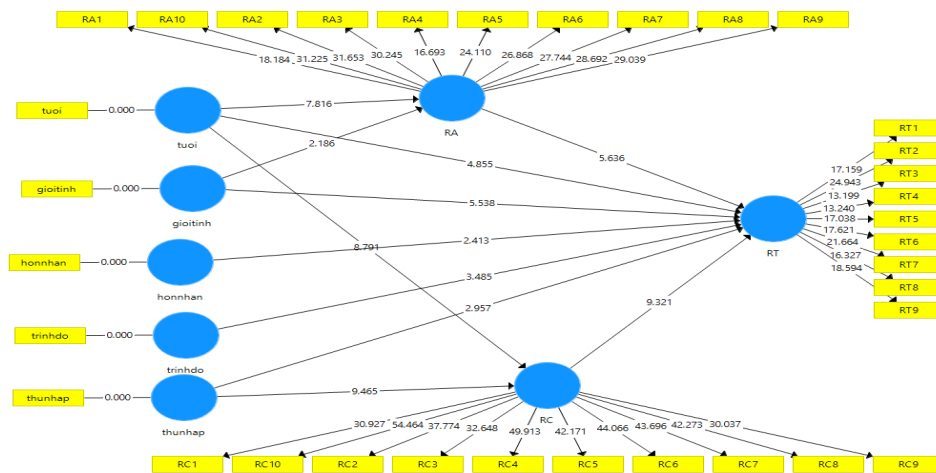 RA1 RA10 RA2 RA3 RA4 RA5 RA6 RA7 RA8 RA9
18.184 31.225 31.653 30.245 16.693 24.110 26.868 27.744 28.692 29.039
RA
tuoi 0.000 tuoi
7.816
2.186
4.855
5.636
gioitinh 0.000 gioitinh
5.538
honnhan 0.000 honnhan
8.791
2.413
trinhdo 0.000 trinhdo
3.485
thunhap 0.000 thunhap
2.957
9.465
9.321
RT
RT1
RT2
RT3
RT4
RT5
RT6
RT7
RT8
RT9
17.159
24.943
13.199
13.240
17.038
17.621
21.664
16.327
18.594
RC
30.927 54.464 37.774 32.648 49.913 42.171 44.066 43.696 42.273 30.037
RC1 RC10 RC2 RC3 RC4 RC5 RC6 RC7 RC8 RC9